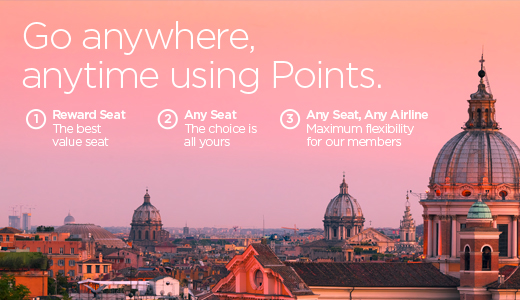 Go anywhere,
anytime using Points.
1 Reward Seat
The best
value seat
2 Any Seat
The choice is
all yours
3 Any Seat, Any Airline
Maximum flexibility
for our members